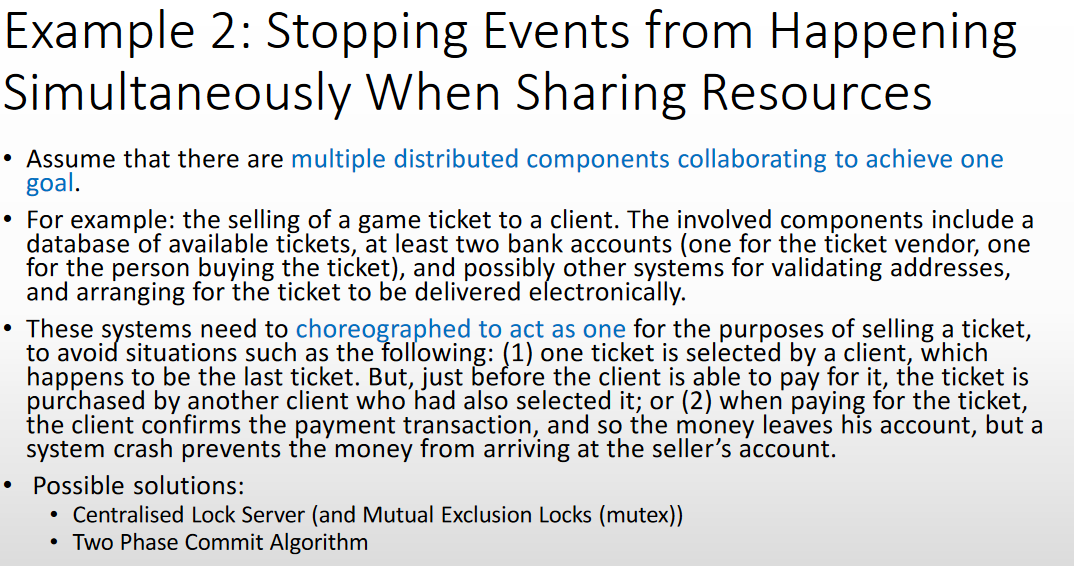 Example 2: Stopping Events from Happening
Simultaneously When Sharing Resources
• Assume that there are multiple distributed components collaborating to achieve one
goal.
• For example: the selling of a game ticket to a client. The involved components include a
database of available tickets, at least two bank accounts (one for the ticket vendor, one
for the person buying the ticket), and possibly other systems for validating addresses,
and arranging for the ticket to be delivered electronically.
• These systems need to choreographed to act as one for the purposes of selling a ticket,
to avoid situations such as the following: (1) one ticket is selected by a client, which
happens to be the last ticket. But, just before the client is able to pay for it, the ticket is
purchased by another client who had also selected it; or (2) when paying for the ticket,
the client confirms the payment transaction, and so the money leaves his account, but a
system crash prevents the money from arriving at the seller’s account.
• Possible solutions:
• Centralised Lock Server (and Mutual Exclusion Locks (mutex))
• Two Phase Commit Algorithm